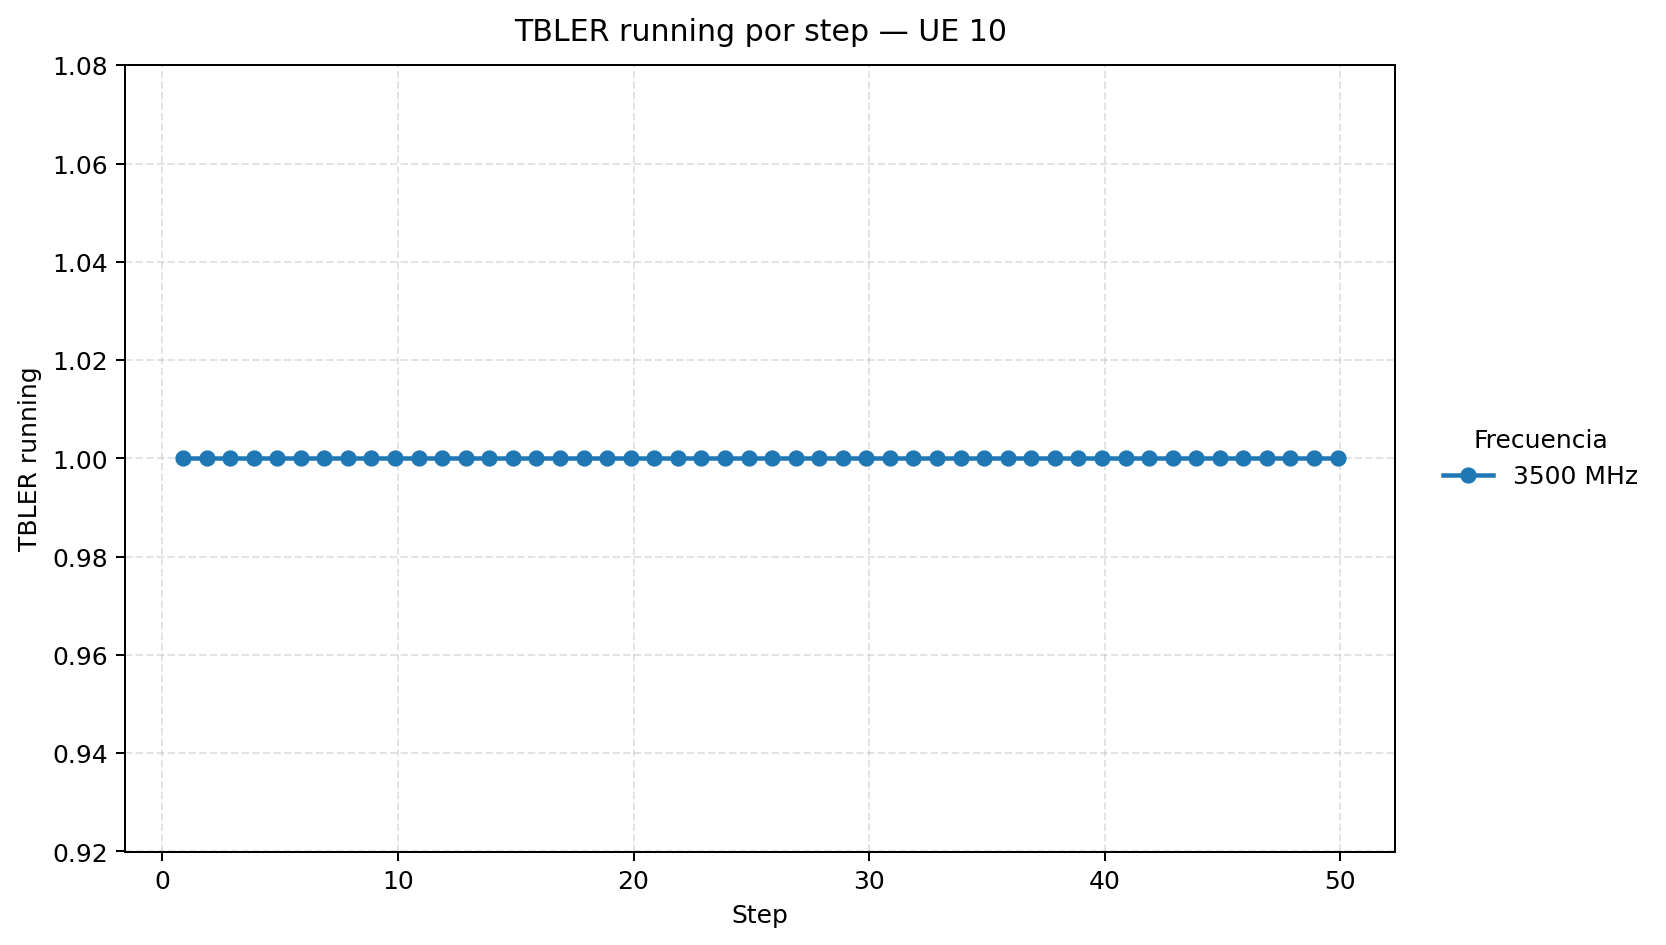 TBLER running por step — UE 10
1.08
1.06
1.04
1.02
1.00
0.98
0.96
0.94
0.92
TBLER running
0 10 20 30 40 50
Step
Frecuencia
3500 MHz